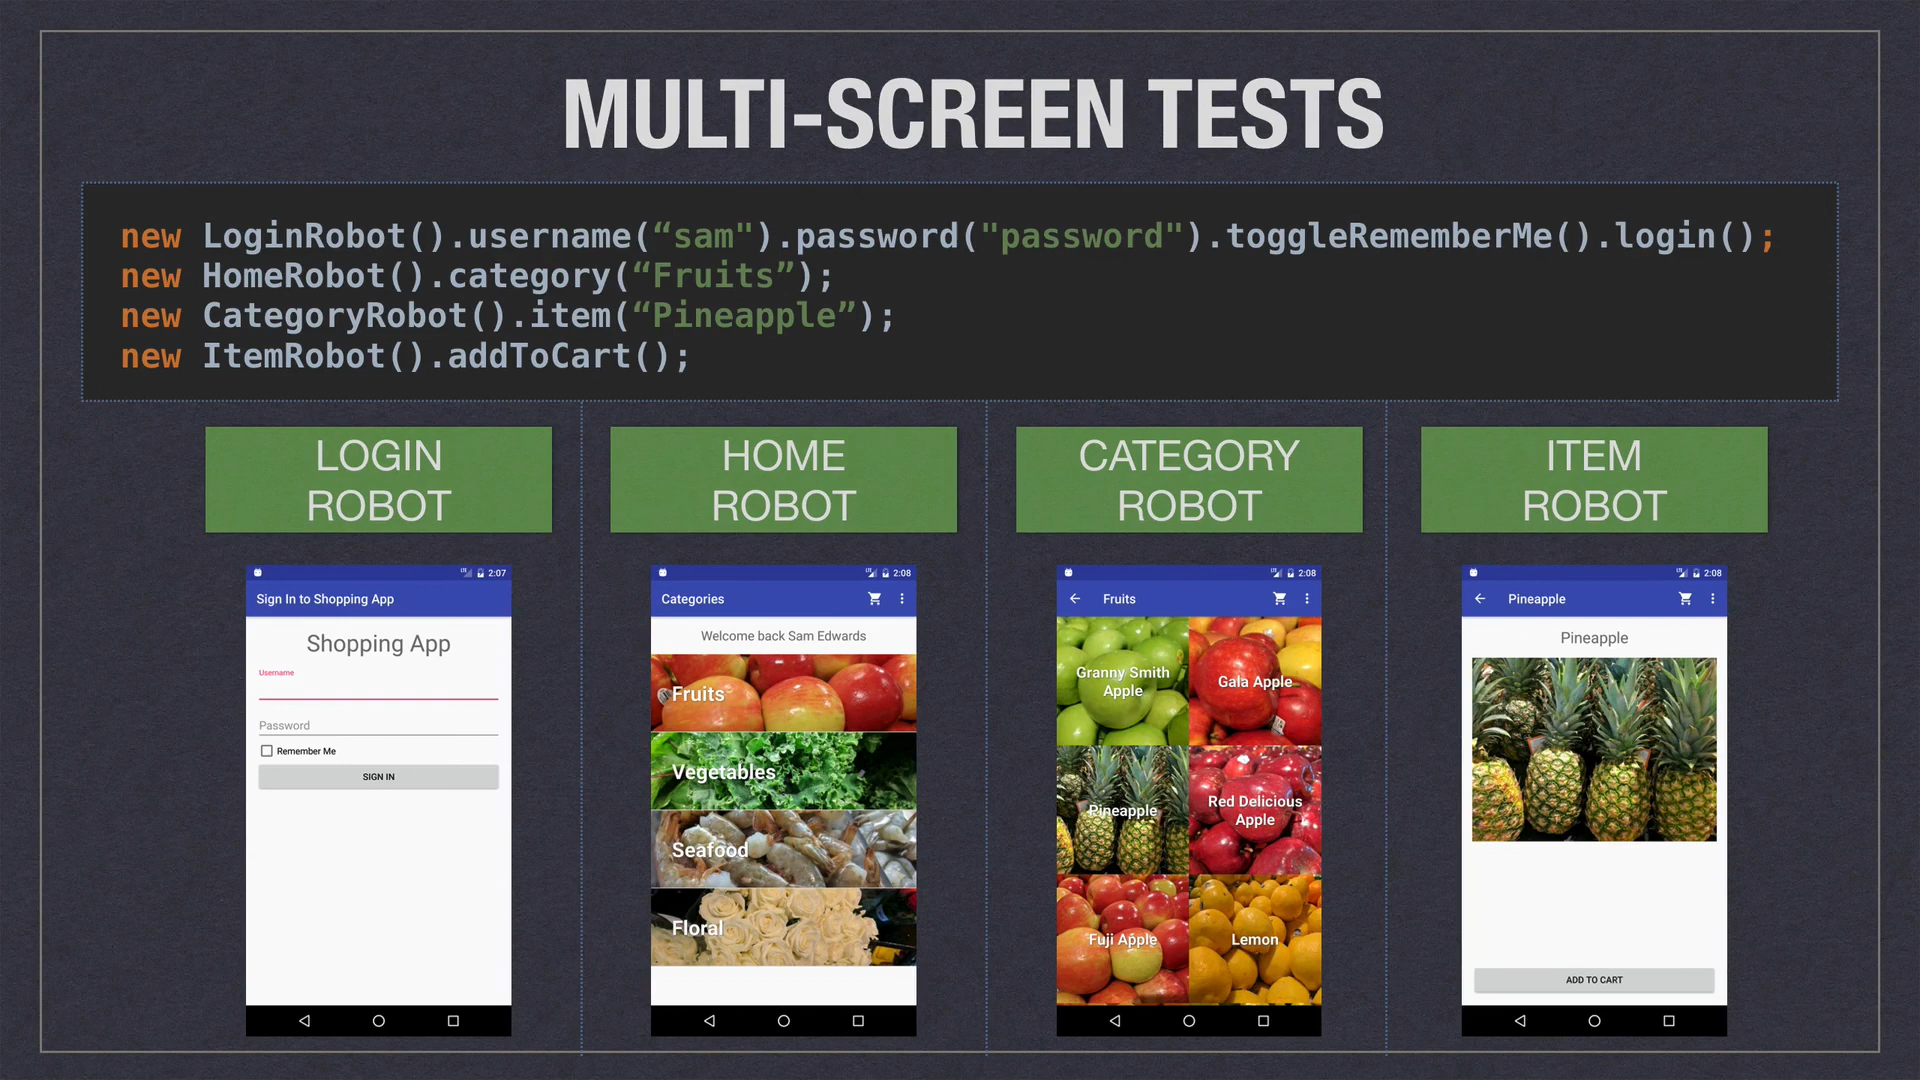 MULTI-SCREEN TESTS
new LoginRobot().username(“sam").password("password").toggleRememberMe().login();
new HomeRobot().category(“Fruits”);
new CategoryRobot().item(“Pineapple”);
new ItemRobot().addToCart();
LOGIN
ROBOT
HOME
ROBOT
CATEGORY
ROBOT
ITEM
ROBOT
LTE 2:07
Sign In to Shopping App
Shopping App
Username
Password
Remember Me
SIGN IN
LTE 2:08
Categories
Welcome back Sam Edwards
Fruits
Vegetables
Seafood
Floral
LTE 2:08
Fruits
Granny Smith
Apple
Gala Apple
Pineapple
Red Delicious
Apple
Fuji Apple
Lemon
LTE 2:08
Pineapple
Pineapple
ADD TO CART